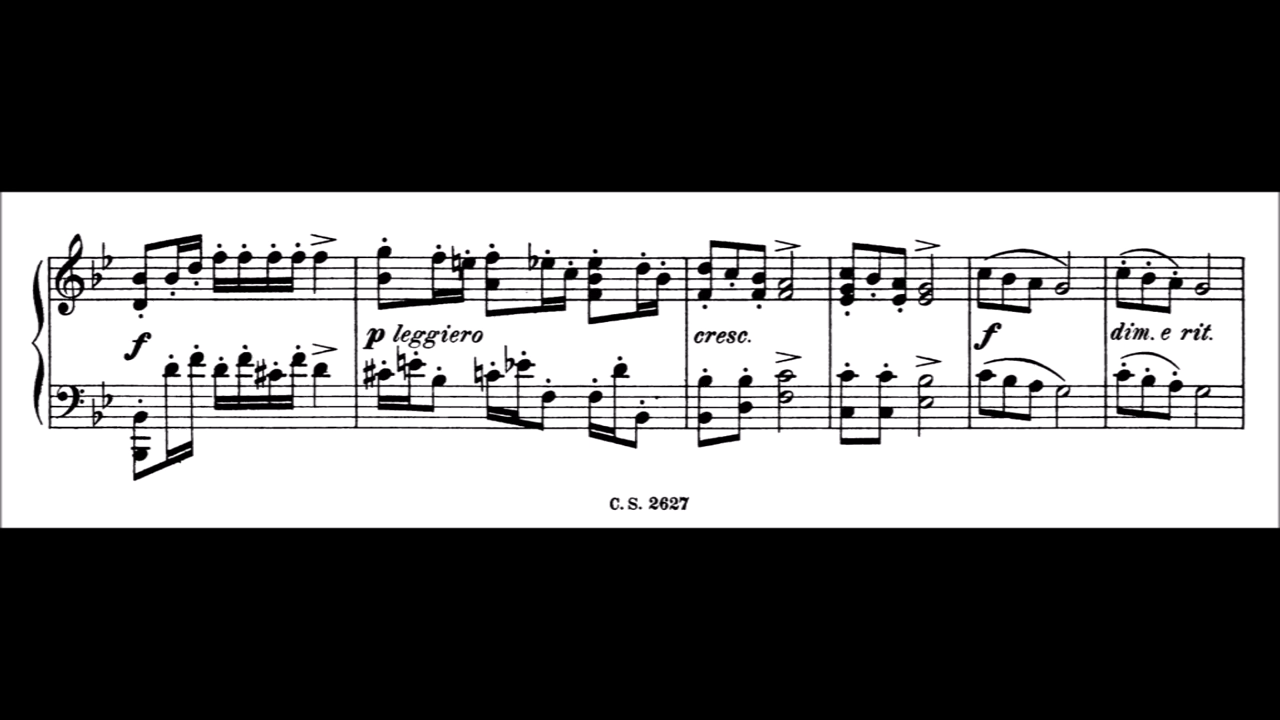 f
p leggiero
cresc.
f
dim. e rit.
C. S. 2627